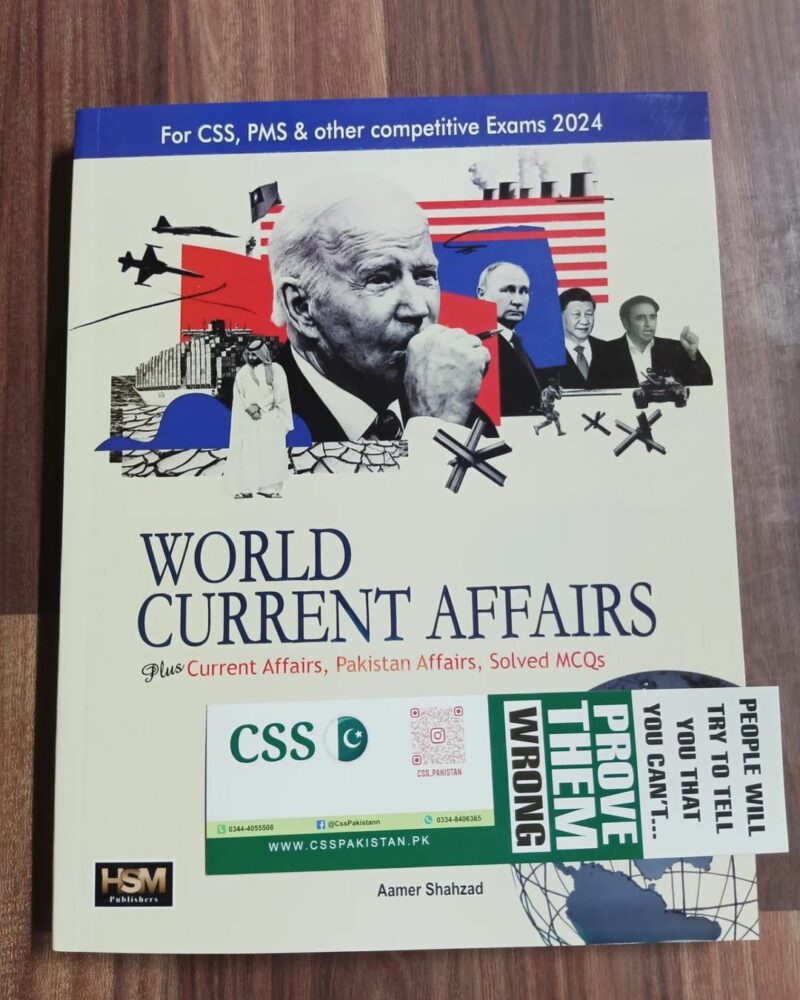 For CSS, PMS & other competitive Exams 2024
WORLD
CURRENT AFFAIRS
Plus Current Affairs, Pakistan Affairs, Solved MCQs
CSS
CSS_PAKISTAN
0344-4055508
@CssPakistann
0334-8406365
WWW.CSSPAKISTAN.PK
PEOPLE WILL
TRY TO TELL
YOU THAT
YOU CAN'T...
PROVE
THEM
WRONG
HSM
Publishers
Aamer Shahzad